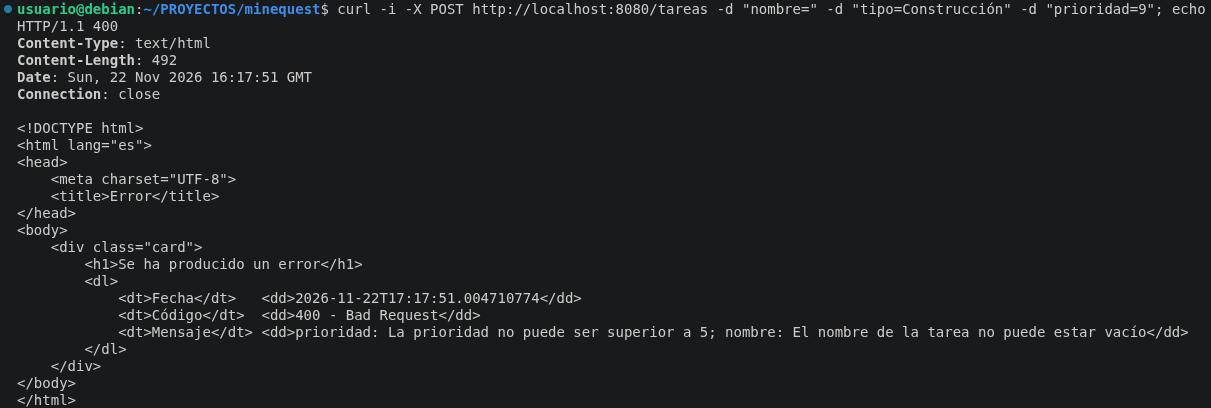 usuario@debian:~/PROYECTOS/minequest$ curl -i -X POST http://localhost:8080/tareas -d "nombre=" -d "tipo=Construcción" -d "prioridad=9"; echo
HTTP/1.1 400
Content-Type: text/html
Content-Length: 492
Date: Sun, 22 Nov 2026 16:17:51 GMT
Connection: close

<!DOCTYPE html>
<html lang="es">
<head>
    <meta charset="UTF-8">
    <title>Error</title>
</head>
<body>
    <div class="card">
        <h1>Se ha producido un error</h1>
        <dl>
            <dt>Fecha</dt>   <dd>2026-11-22T17:17:51.004710774</dd>
            <dt>Código</dt>  <dd>400 - Bad Request</dd>
            <dt>Mensaje</dt> <dd>prioridad: La prioridad no puede ser superior a 5; nombre: El nombre de la tarea no puede estar vacío</dd>
        </dl>
    </div>
</body>
</html>